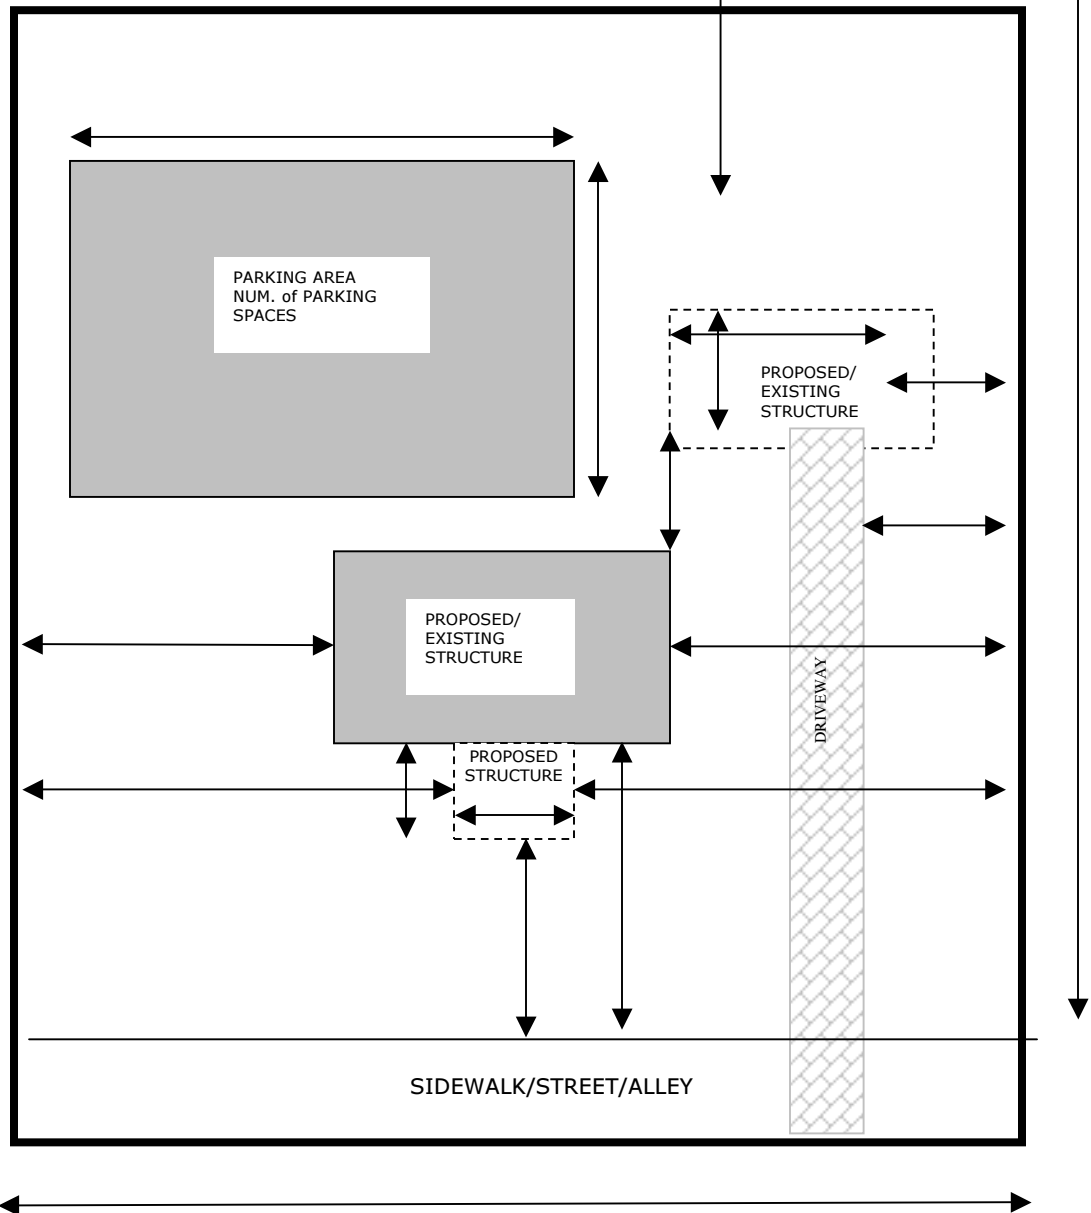 PARKING AREA
NUM. of PARKING
SPACES
PROPOSED/
EXISTING
STRUCTURE
PROPOSED/
EXISTING
STRUCTURE
DRIVEWAY
PROPOSED
STRUCTURE
SIDEWALK/STREET/ALLEY